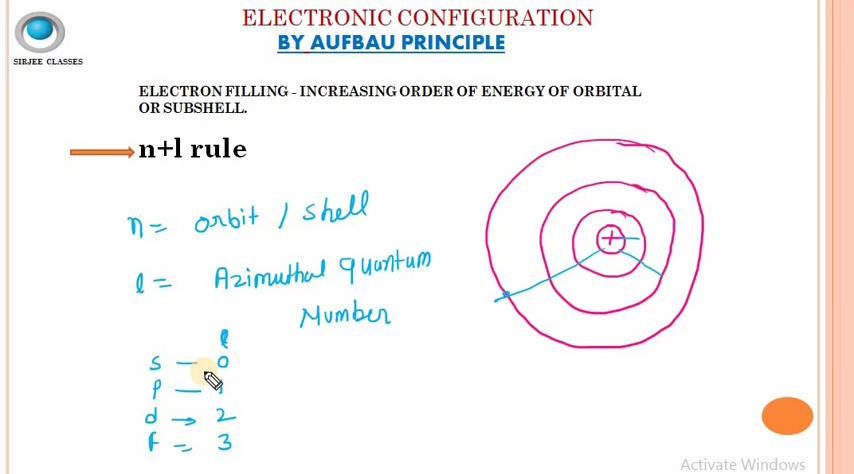 ELECTRONIC CONFIGURATION
BY AUFBAU PRINCIPLE
SIRJEE CLASSES
ELECTRON FILLING - INCREASING ORDER OF ENERGY OF ORBITAL
OR SUBSHELL.
n+l rule
n = orbit / shell
l = Azimuthal Quantum
Number
l
s — 0
p —
d → 2
f = 3
+
Activate Windows